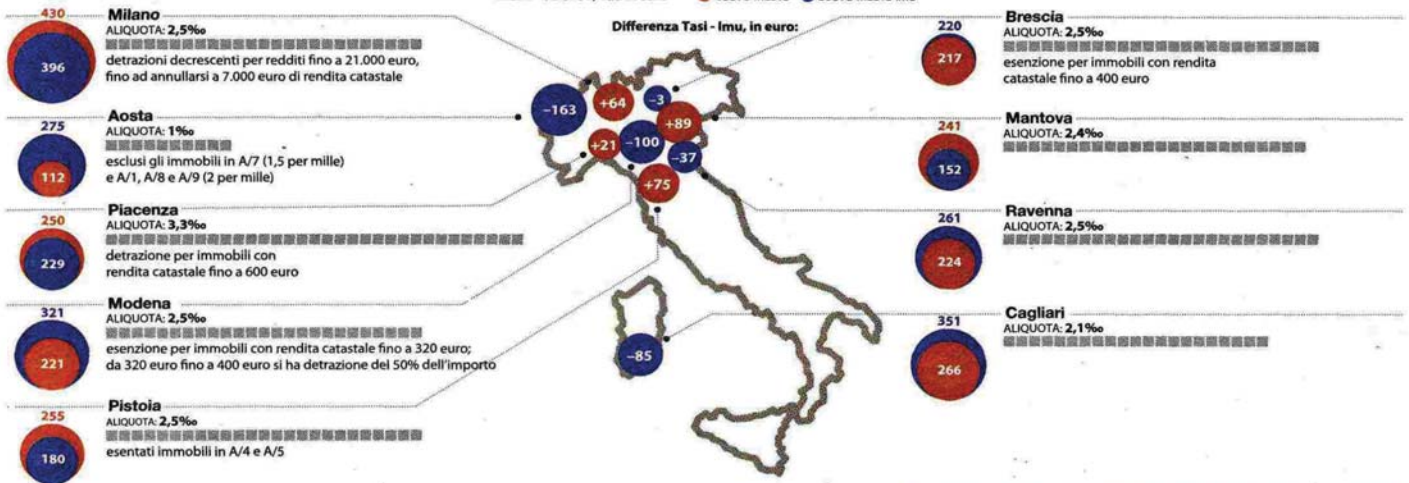 Differenza Tasi - Imu, in euro:
430
396
Milano
ALIQUOTA: 2,5‰
detrazioni decrescenti per redditi fino a 21.000 euro,
fino ad annullarsi a 7.000 euro di rendita catastale
275
112
Aosta
ALIQUOTA: 1‰
esclusi gli immobili in A/7 (1,5 per mille)
e A/1, A/8 e A/9 (2 per mille)
250
229
Piacenza
ALIQUOTA: 3,3‰
detrazione per immobili con
rendita catastale fino a 600 euro
321
221
Modena
ALIQUOTA: 2,5‰
esenzione per immobili con rendita catastale fino a 320 euro;
da 320 euro fino a 400 euro si ha detrazione del 50% dell'importo
255
180
Pistoia
ALIQUOTA: 2,5‰
esentati immobili in A/4 e A/5
-163
+64
-3
+89
+21
-100
-37
+75
-85
220
217
Brescia
ALIQUOTA: 2,5‰
esenzione per immobili con rendita
catastale fino a 400 euro
241
152
Mantova
ALIQUOTA: 2,4‰
261
224
Ravenna
ALIQUOTA: 2,5‰
351
266
Cagliari
ALIQUOTA: 2,1‰